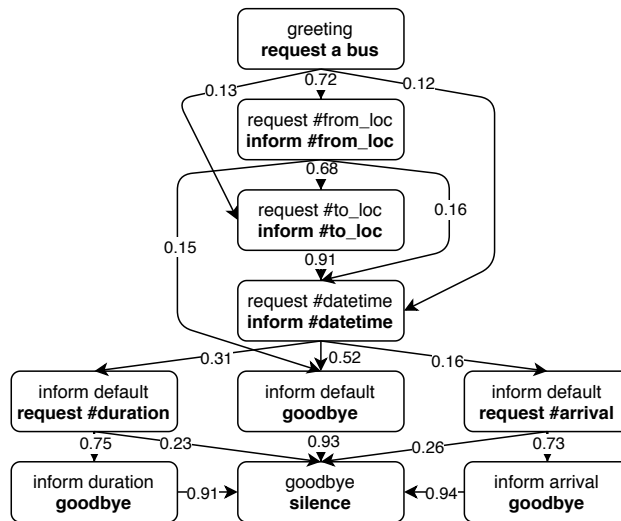 greeting
request a bus
0.13
0.72
0.12
request #from_loc
inform #from_loc
0.68
request #to_loc
inform #to_loc
0.16
0.15
0.91
request #datetime
inform #datetime
0.31
0.52
0.16
inform default
request #duration
inform default
goodbye
inform default
request #arrival
0.75
0.23
0.93
0.26
0.73
inform duration
goodbye
0.91
goodbye
silence
0.94
inform arrival
goodbye